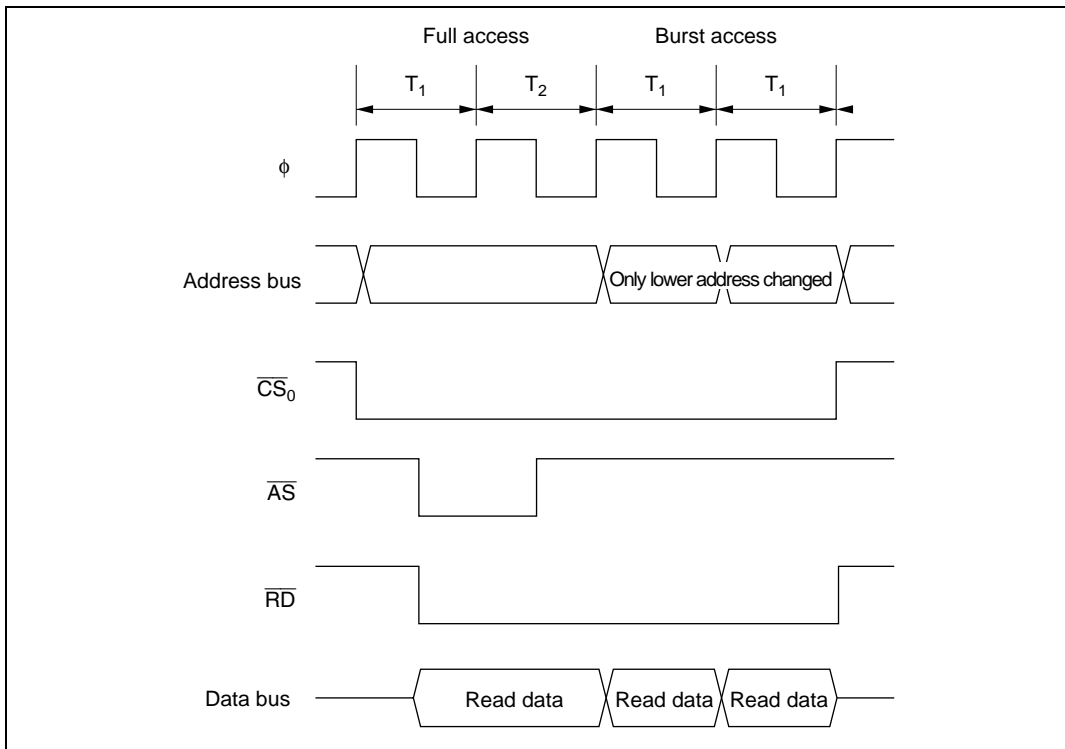 Full access Burst access
T1 T2 T1 T1
φ
Address bus Only lower address changed
CS0
AS
RD
Data bus Read data Read data Read data